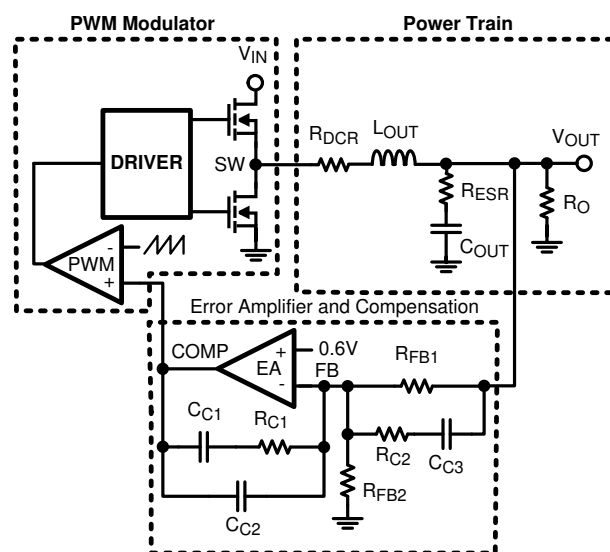 PWM Modulator
Power Train
VIN
DRIVER
SW
RDCR
LOUT
VOUT
RESR
RO
COUT
PWM
-
+
Error Amplifier and Compensation
COMP
EA
+
-
0.6V
FB
RFB1
CC1
RC1
RC2
CC3
RFB2
CC2